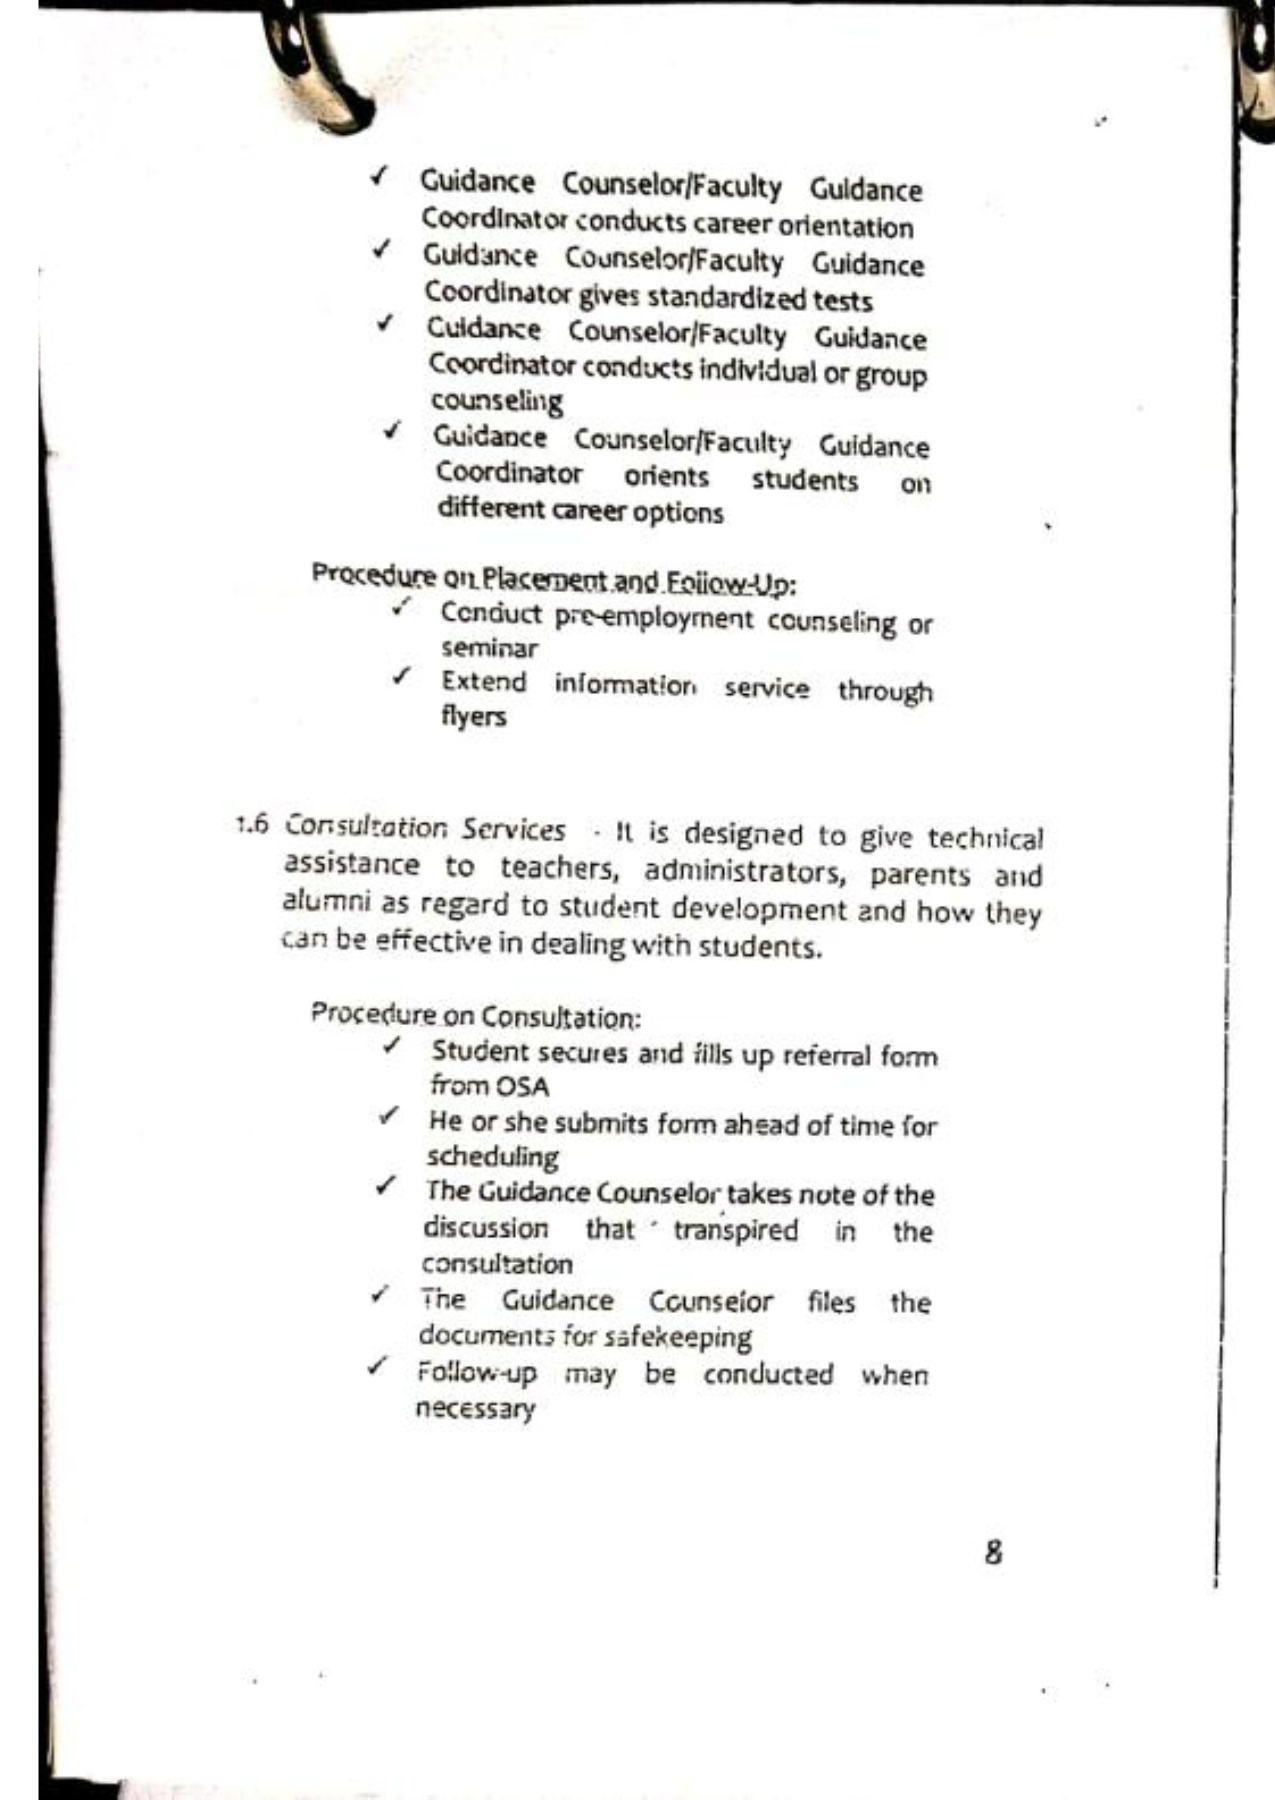 ✓ Guidance Counselor/Faculty Guidance
Coordinator conducts career orientation
✓ Guidance Counselor/Faculty Guidance
Coordinator gives standardized tests
✓ Guidance Counselor/Faculty Guidance
Coordinator conducts individual or group
counseling
✓ Guidance Counselor/Faculty Guidance
Coordinator orients students on
different career options
Procedure on Placement and Follow-Up:
✓ Conduct pre-employment counseling or
seminar
✓ Extend information service through
flyers
1.6 Consultation Services - It is designed to give technical
assistance to teachers, administrators, parents and
alumni as regard to student development and how they
can be effective in dealing with students.
Procedure on Consultation:
✓ Student secures and fills up referral form
from OSA
✓ He or she submits form ahead of time for
scheduling
✓ The Guidance Counselor takes note of the
discussion that transpired in the
consultation
✓ The Guidance Counselor files the
documents for safekeeping
✓ Follow-up may be conducted when
necessary
8